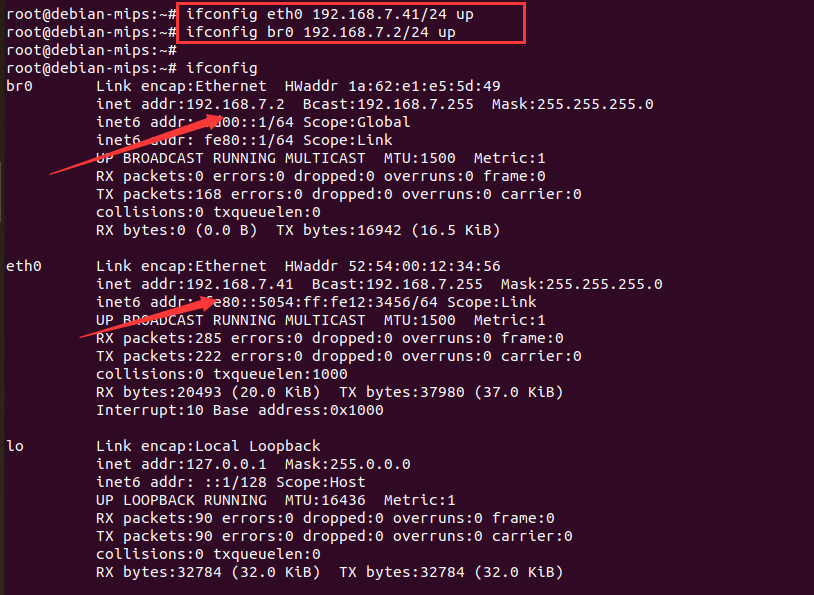 root@debian-mips:~# ifconfig eth0 192.168.7.41/24 up
root@debian-mips:~# ifconfig br0 192.168.7.2/24 up
root@debian-mips:~#
root@debian-mips:~# ifconfig
br0 Link encap:Ethernet HWaddr 1a:62:e1:e5:5d:49
inet addr:192.168.7.2 Bcast:192.168.7.255 Mask:255.255.255.0
inet6 addr: ::1/64 Scope:Global
inet6 addr: fe80::1/64 Scope:Link
UP BROADCAST RUNNING MULTICAST MTU:1500 Metric:1
RX packets:0 errors:0 dropped:0 overruns:0 frame:0
TX packets:168 errors:0 dropped:0 overruns:0 carrier:0
collisions:0 txqueuelen:0
RX bytes:0 (0.0 B) TX bytes:16942 (16.5 KiB)
eth0 Link encap:Ethernet HWaddr 52:54:00:12:34:56
inet addr:192.168.7.41 Bcast:192.168.7.255 Mask:255.255.255.0
inet6 addr: fe80::5054:ff:fe12:3456/64 Scope:Link
UP BROADCAST RUNNING MULTICAST MTU:1500 Metric:1
RX packets:285 errors:0 dropped:0 overruns:0 frame:0
TX packets:222 errors:0 dropped:0 overruns:0 carrier:0
collisions:0 txqueuelen:1000
RX bytes:20493 (20.0 KiB) TX bytes:37980 (37.0 KiB)
Interrupt:10 Base address:0x1000
lo Link encap:Local Loopback
inet addr:127.0.0.1 Mask:255.0.0.0
inet6 addr: ::1/128 Scope:Host
UP LOOPBACK RUNNING MTU:16436 Metric:1
RX packets:90 errors:0 dropped:0 overruns:0 frame:0
TX packets:90 errors:0 dropped:0 overruns:0 carrier:0
collisions:0 txqueuelen:0
RX bytes:32784 (32.0 KiB) TX bytes:32784 (32.0 KiB)